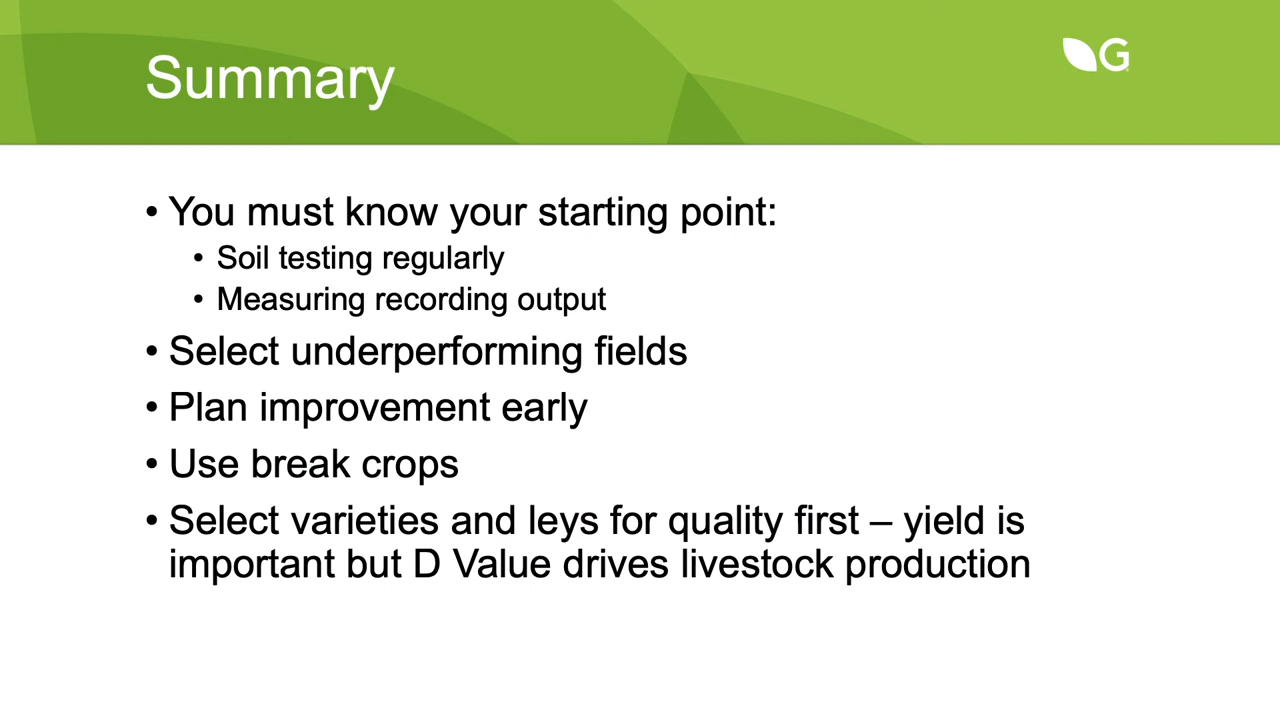 Summary
G
• You must know your starting point:
• Soil testing regularly
• Measuring recording output
• Select underperforming fields
• Plan improvement early
• Use break crops
• Select varieties and leys for quality first – yield is
important but D Value drives livestock production